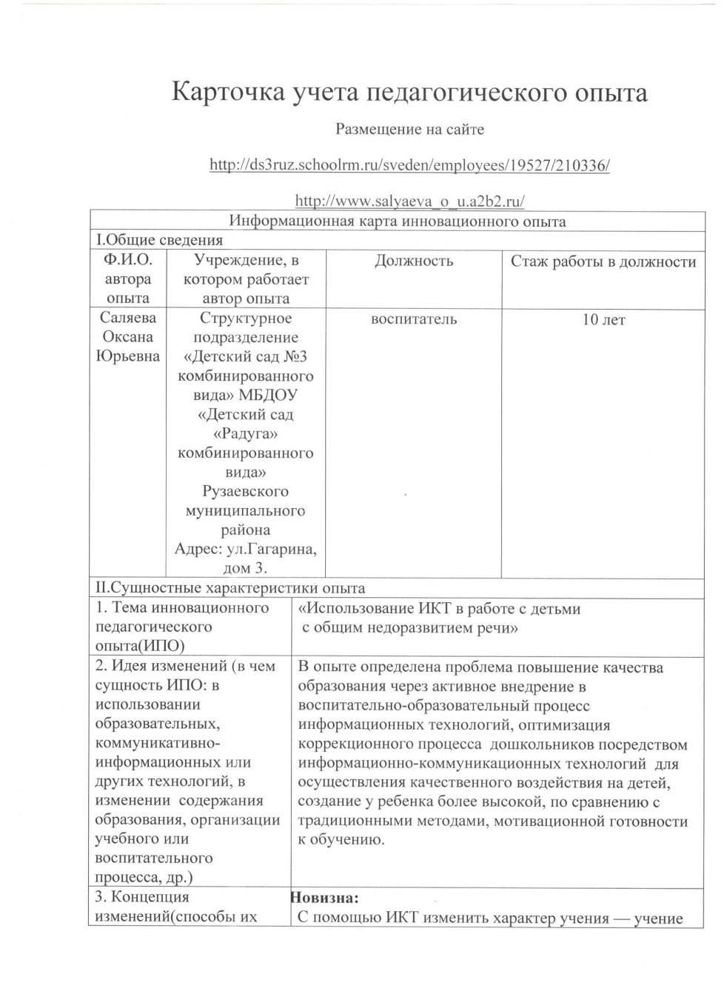 Карточка учета педагогического опыта
Размещение на сайте
http://ds3ruz.schoolrm.ru/sveden/employees/19527/210336/
http://www.salyaeva_o_u.a2b2.ru/
Информационная карта инновационного опыта
I.Общие сведения
Ф.И.О.
автора
опыта
Учреждение, в
котором работает
автор опыта
Должность
Стаж работы в должности
Саляева
Оксана
Юрьевна
Структурное
подразделение
«Детский сад №3
комбинированного
вида» МБДОУ
«Детский сад
«Радуга»
комбинированного
вида»
Рузаевского
муниципального
района
Адрес: ул.Гагарина,
дом 3.
воспитатель
10 лет
II.Сущностные характеристики опыта
1. Тема инновационного
педагогического
опыта(ИПО)
«Использование ИКТ в работе с детьми
с общим недоразвитием речи»
2. Идея изменений (в чем
сущность ИПО: в
использовании
образовательных,
коммуникативно-
информационных или
других технологий, в
изменении содержания
образования, организации
учебного или
воспитательного
процесса, др.)
В опыте определена проблема повышение качества
образования через активное внедрение в
воспитательно-образовательный процесс
информационных технологий, оптимизация
коррекционного процесса дошкольников посредством
информационно-коммуникационных технологий для
осуществления качественного воздействия на детей,
создание у ребенка более высокой, по сравнению с
традиционными методами, мотивационной готовности
к обучению.
3. Концепция
изменений(способы их
Новизна:
С помощью ИКТ изменить характер учения — учение